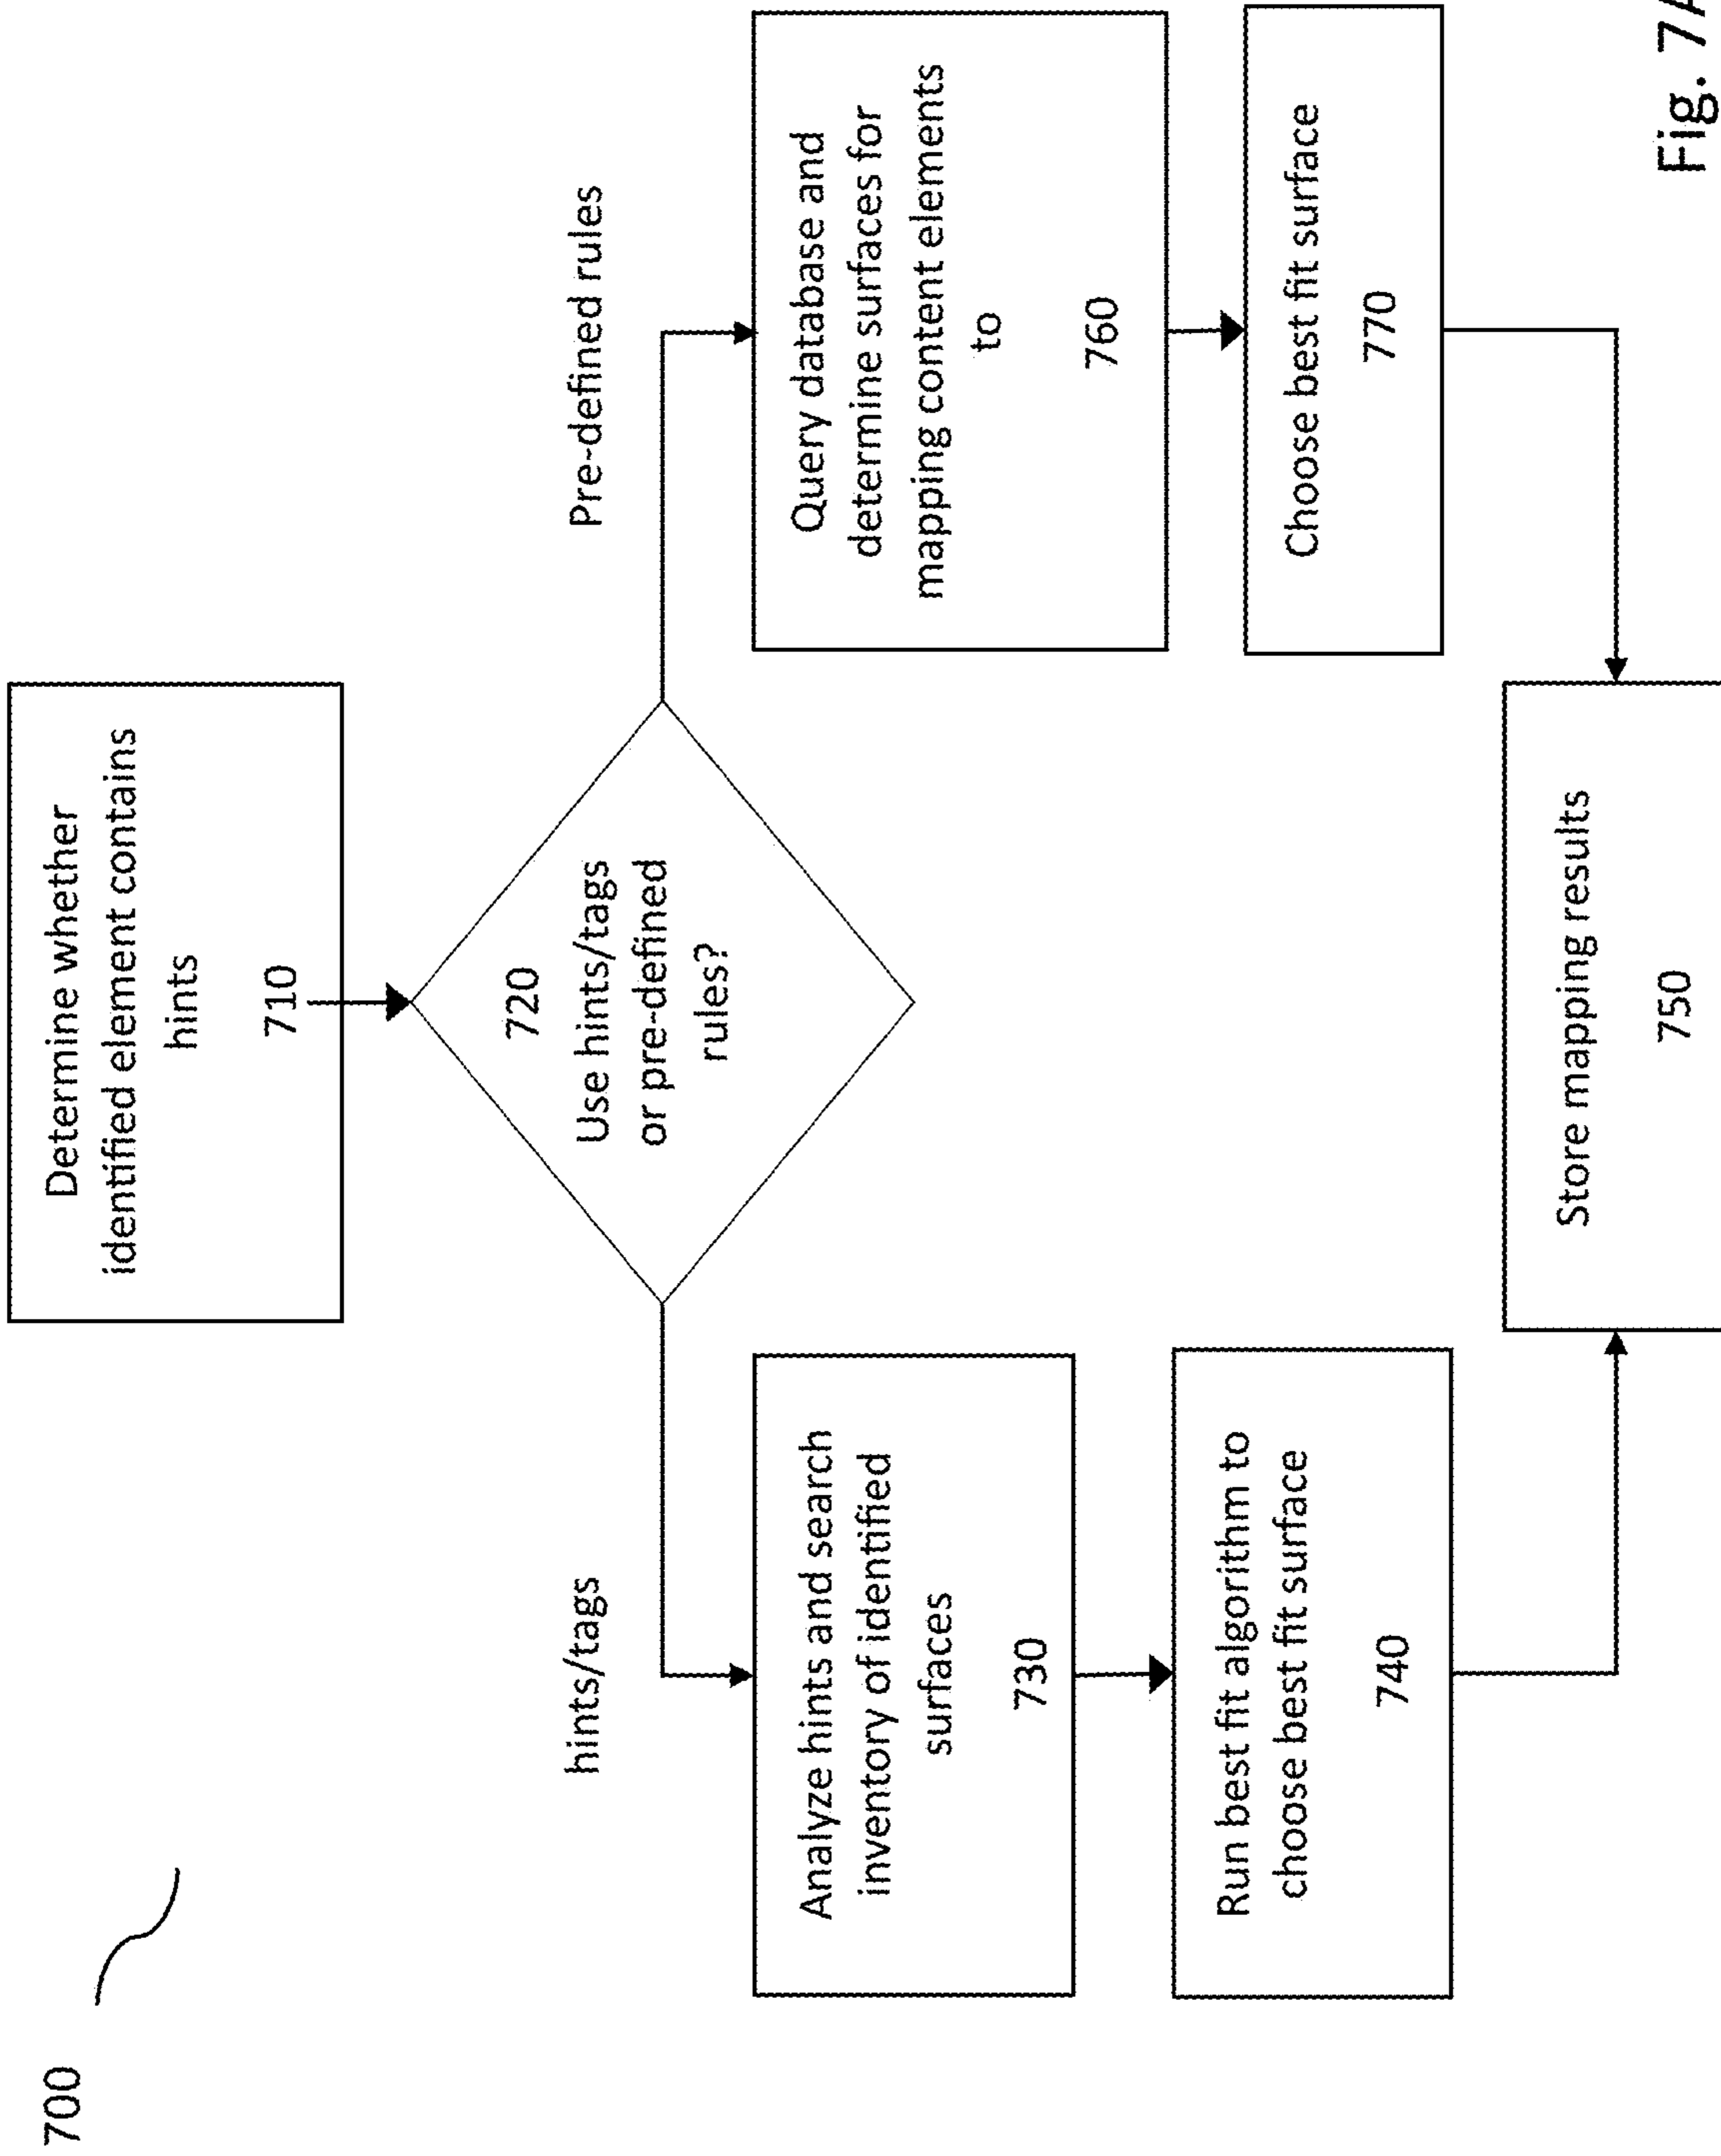 700
Determine whether
identified element contains
hints
710
720
Use hints/tags
or pre-defined
rules?
hints/tags
Pre-defined rules
Analyze hints and search
inventory of identified
surfaces
730
Run best fit algorithm to
choose best fit surface
740
Query database and
determine surfaces for
mapping content elements
to
760
Choose best fit surface
770
Store mapping results
750
Fig. 7A